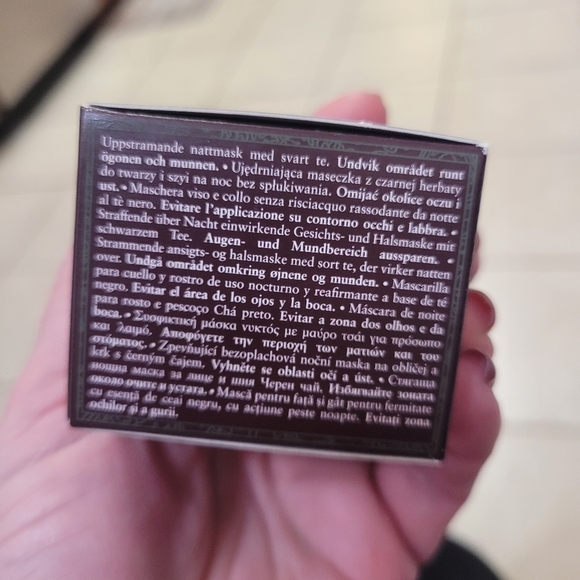 Uppstramande nattmask med svart te. Undvik området runt
ögonen och munnen. • Ujędrniająca maseczka z czarnej herbaty
do twarzy i szyi na noc bez spłukiwania. Omijać okolice oczu i
ust. • Maschera viso e collo senza risciacquo rassodante da notte
al tè nero. Evitare l'applicazione su contorno occhi e labbra. •
Straffende über Nacht einwirkende Gesichts- und Halsmaske mit
schwarzem Tee. Augen- und Mundbereich aussparen. •
Strammende ansigts- og halsmaske med sort te, der virker natten
over. Undgå området omkring øjnene og munden. • Mascarilla
para cuello y rostro de uso nocturno y reafirmante a base de té
negro. Evitar el área de los ojos y la boca. • Máscara de noite
para rosto e pescoço Chá preto. Evitar a zona dos olhos e da
boca. • Συσφικτική μάσκα νυκτός με μαύρο τσάι για πρόσωπο
και λαιμό. Αποφύγετε την περιοχή των ματιών και του
στόματος. • Zpevňující bezoplachová noční maska na obličej a
krk s černým čajem. Vyhněte se oblasti očí a úst. • Стягаща
нощна маска за лице и шия Черен чай. Избягвайте зоната
около очите и устата. • Mască pentru față și gât pentru fermitate
cu esență de ceai negru, cu acțiune peste noapte. Evitați zona
ochilor și a gurii.